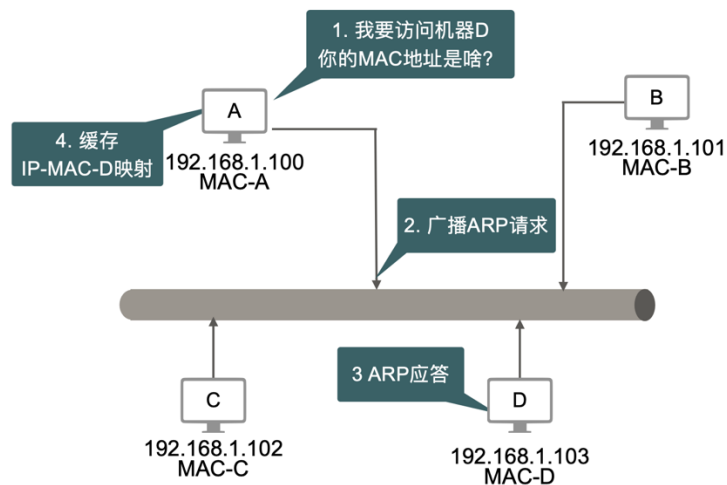 1. 我要访问机器D
你的MAC地址是啥?
A
B
4. 缓存
IP-MAC-D映射
192.168.1.100
MAC-A
192.168.1.101
MAC-B
2. 广播ARP请求
3 ARP应答
C
D
192.168.1.102
MAC-C
192.168.1.103
MAC-D